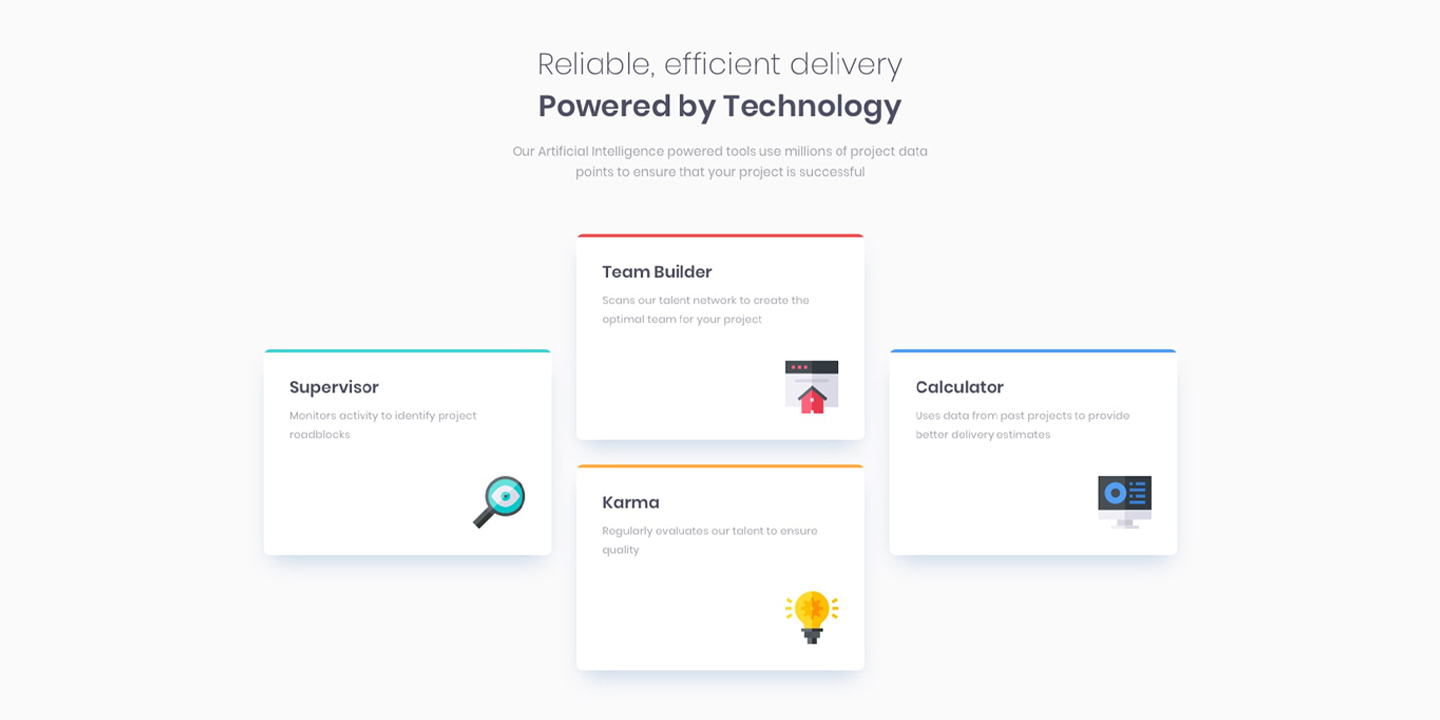 Reliable, efficient delivery
Powered by Technology
Our Artificial Intelligence powered tools use millions of project data
points to ensure that your project is successful
Supervisor
Monitors activity to identify project
roadblocks
Team Builder
Scans our talent network to create the
optimal team for your project
Karma
Regularly evaluates our talent to ensure
quality
Calculator
Uses data from past projects to provide
better delivery estimates